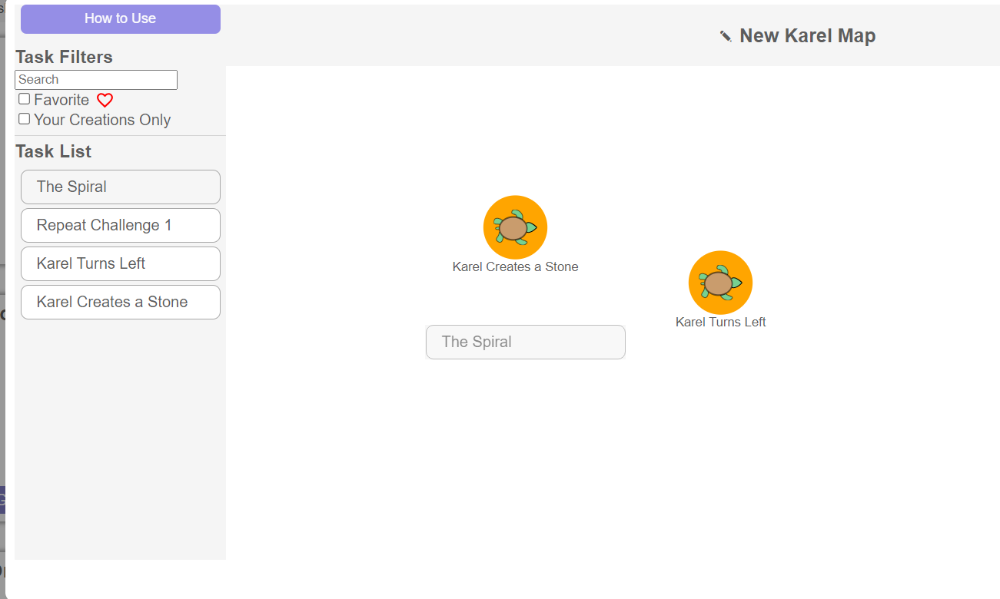 How to Use
New Karel Map
Task Filters
Search
Favorite
Your Creations Only
Task List
The Spiral
Repeat Challenge 1
Karel Turns Left
Karel Creates a Stone
Karel Creates a Stone
Karel Turns Left
The Spiral